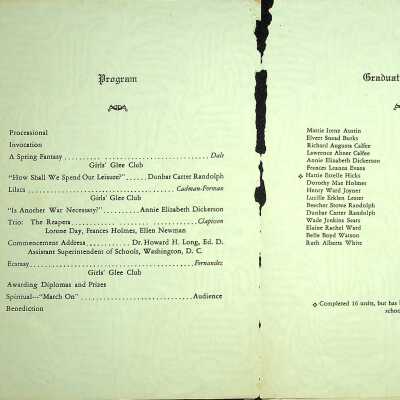 Program
Processional
Invocation
A Spring Fantasy Dale
Girls' Glee Club
"How Shall We Spend Our Leisure?" Dunbar Carter Randolph
Lilacs Cadman-Forman
Girls' Glee Club
"Is Another War Necessary?" Annie Elizabeth Dickerson
Trio: The Reapers Clapisson
Lorone Day, Frances Holmes, Ellen Newman
Commencement Address Dr. Howard H. Long, Ed. D.
Assistant Superintendent of Schools, Washington, D. C.
Ecstasy Fernandez
Girls' Glee Club
Awarding Diplomas and Prizes
Spiritual—"March On" Audience
Benediction
Graduat
Mattie Irene Austin
Elvert Snead Burks
Richard Augusta Calfee
Lawrence Abner Calfee
Annie Elizabeth Dickerson
Frances Leanna Evans
Hattie Estelle Hicks
Dorothy Mae Holmes
Henry Ward Joyner
Lucille Erklen Lester
Beecher Stowe Randolph
Dunbar Carter Randolph
Wade Jenkins Sears
Elaine Rachel Ward
Belle Boyd Watson
Ruth Alberta White
Completed 16 units, but has
schoo